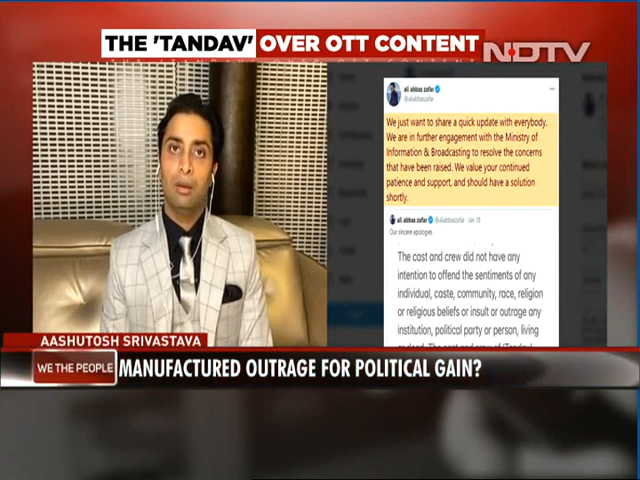 THE 'TANDAV' OVER OTT CONTENT
NDTV
ali abbas zafar
@aliabbaszafar
We just want to share a quick update with everybody.
We are in further engagement with the Ministry of
Information & Broadcasting to resolve the concerns
that have been raised. We value your continued
patience and support, and should have a solution
shortly.
ali abbas zafar @aliabbaszafar · Jan 18
Our sincere apologies.
The cast and crew did not have any
intention to offend the sentiments of any
individual, caste, community, race, religion
or religious beliefs or insult or outrage any
institution, political party or person, living
AASHUTOSH SRIVASTAVA
WE THE PEOPLE
MANUFACTURED OUTRAGE FOR POLITICAL GAIN?